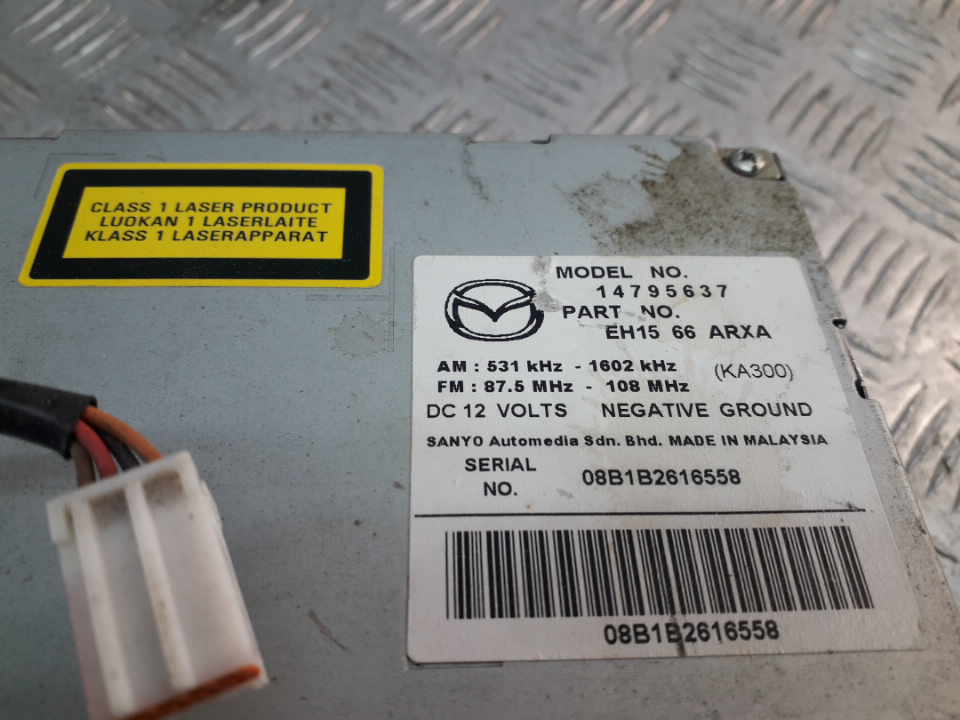 CLASS 1 LASER PRODUCT
LUOKAN 1 LASERLAITE
KLASS 1 LASERAPPARAT
MODEL NO.
14795637
PART NO.
EH15 66 ARXA
AM : 531 kHz - 1602 kHz
(KA300)
FM : 87.5 MHz - 108 MHz
DC 12 VOLTS NEGATIVE GROUND
SANYO Automedia Sdn. Bhd. MADE IN MALAYSIA
SERIAL
NO.
08B1B2616558
08B1B2616558